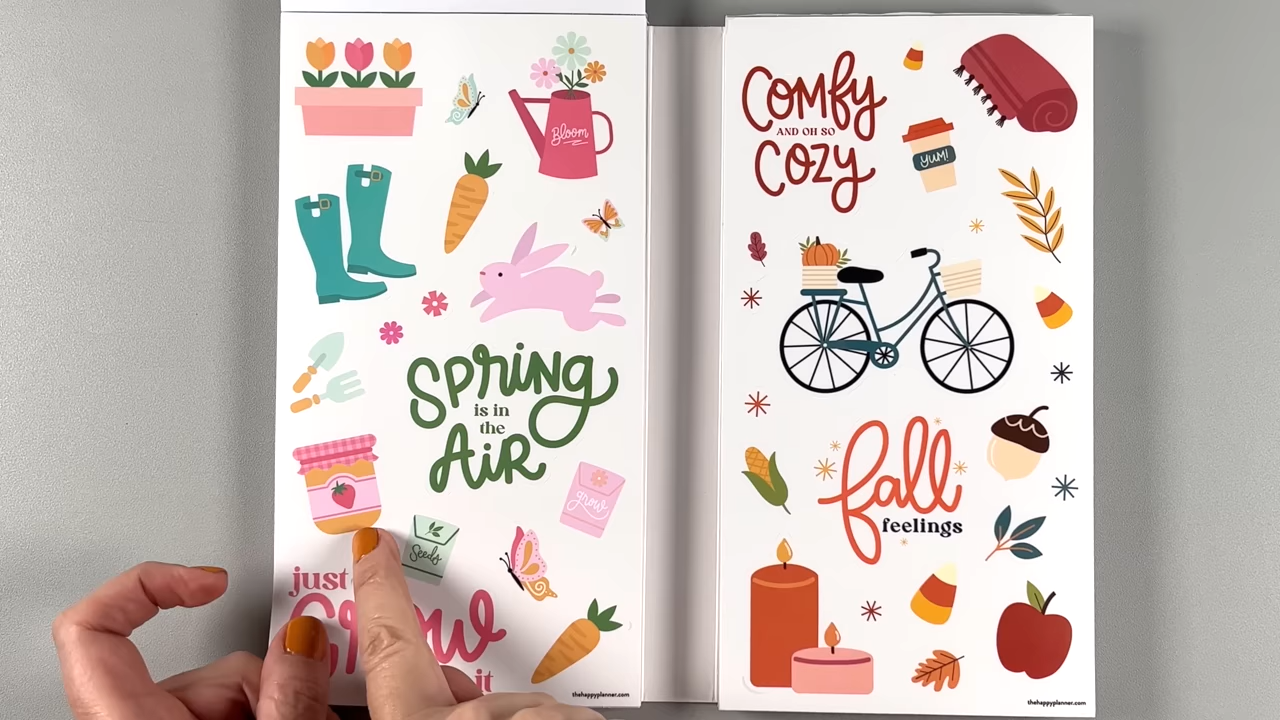 Bloom
Spring
is in
the
Air
grow
Seeds
just
it
thehappyplanner.com
Comfy
AND OH SO
Cozy
YUM!
fall
feelings
thehappyplanner.com